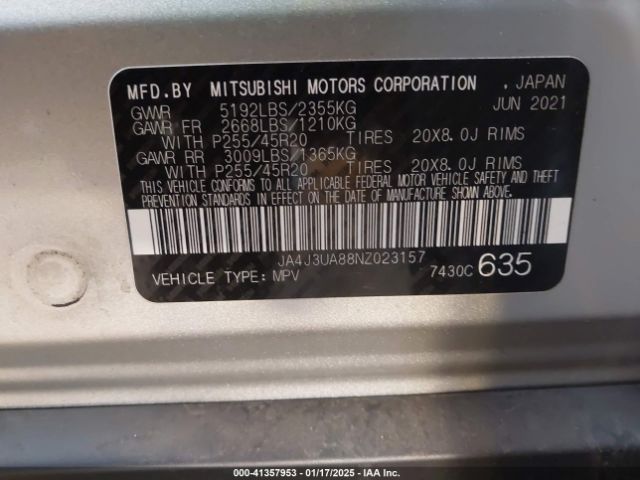 MFD.BY MITSUBISHI MOTORS CORPORATION , JAPAN
GVWR 5192LBS/2355KG JUN 2021
GAWR FR 2668LBS/1210KG
WITH P255/45R20 TIRES 20X8.0J RIMS
GAWR RR 3009LBS/1365KG
WITH P255/45R20 TIRES 20X8.0J RIMS
THIS VEHICLE CONFORMS TO ALL APPLICABLE FEDERAL MOTOR VEHICLE SAFETY AND THEFT
PREVENTION STANDARDS IN EFFECT ON THE DATE OF MANUFACTURE SHOWN ABOVE.
JA4J3UA88NZ023157
VEHICLE TYPE: MPV 7430C 635
000-41357953 - 01/17/2025 - IAA Inc.